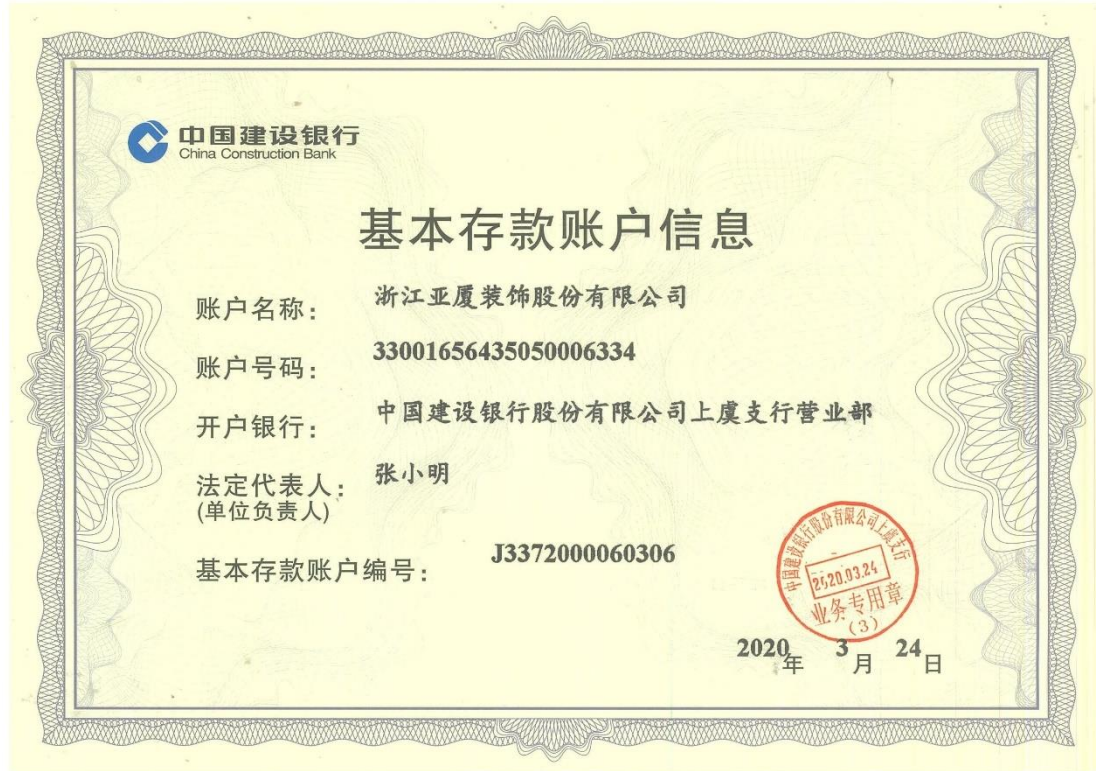 中国建设银行
China Construction Bank
基本存款账户信息
账户名称： 浙江亚厦装饰股份有限公司
账户号码： 33001656435050006334
开户银行： 中国建设银行股份有限公司上虞支行营业部
法定代表人： 张小明
(单位负责人)
基本存款账户编号： J3372000060306
中国建设银行股份有限公司上虞支行
2020.03.24
业务专用章
(3)
2020年 3月 24日